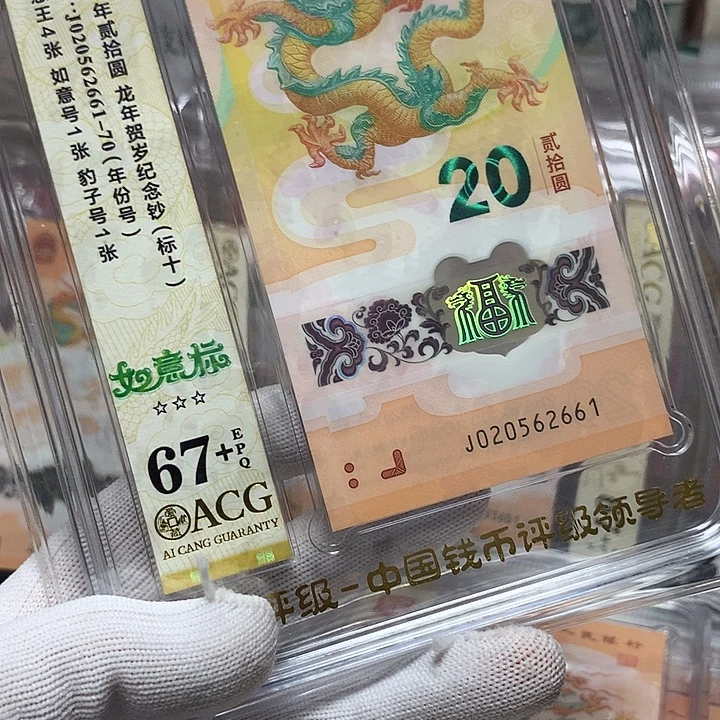 年贰拾圆 龙年贺岁纪念钞(标十)
J020562661-70(年份号)
4张 如意号1张 豹子号1张
如意标
67+EPQ
ACG
AI CANG GUARANTY
20
贰拾圆
J020562661
评级-中国钱币评级领导者
ACG